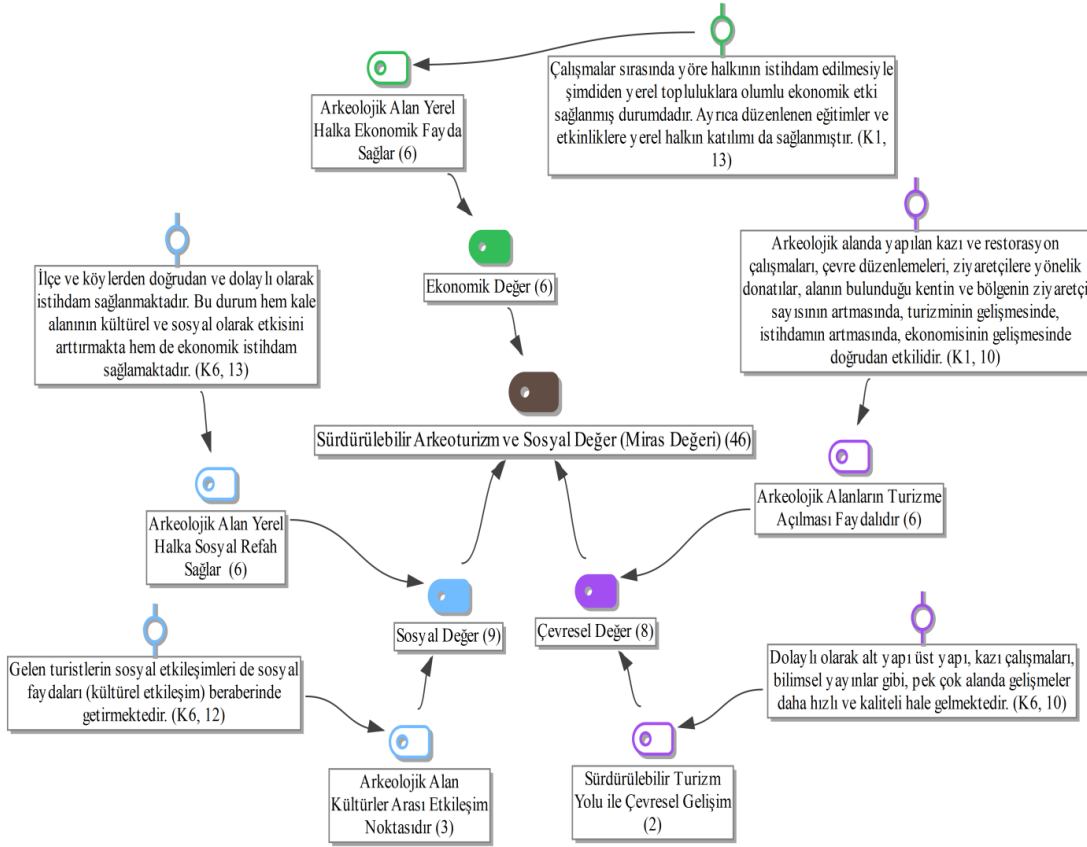 Çalışmalar sırasında yöre halkının istihdam edilmesiyle
şimdiden yerel topluluklara olumlu ekonomik etki
sağlanmış durumdadır. Ayrıca düzenlenen eğitimler ve
etkinliklere yerel halkın katılımı da sağlanmıştır. (K1,
13)
Arkeolojik Alan Yerel
Halka Ekonomik Fayda
Sağlar (6)
Ekonomik Değer (6)
İlçe ve köylerden doğrudan ve dolaylı olarak
istihdam sağlanmaktadır. Bu durum hem kale
alanının kültürel ve sosyal olarak etkisini
arttırmakta hem de ekonomik istihdam
sağlamaktadır. (K6, 13)
Arkeolojik alanda yapılan kazı ve restorasyon
çalışmaları, çevre düzenlemeleri, ziyaretçilere yönelik
donatılar, alanın bulunduğu kentin ve bölgenin ziyaretçi
sayısının artmasında, turizminin gelişmesinde,
istihdamın artmasında, ekonomisinin gelişmesinde
doğrudan etkilidir. (K1, 10)
Sürdürülebilir Arkeoturizm ve Sosyal Değer (Miras Değeri) (46)
Arkeolojik Alan Yerel
Halka Sosyal Refah
Sağlar (6)
Arkeolojik Alanların Turizme
Açılması Faydalıdır (6)
Sosyal Değer (9)
Çevresel Değer (8)
Gelen turistlerin sosyal etkileşimleri de sosyal
faydaları (kültürel etkileşim) beraberinde
getirmektedir. (K6, 12)
Dolaylı olarak alt yapı üst yapı, kazı çalışmaları,
bilimsel yayınlar gibi, pek çok alanda gelişmeler
daha hızlı ve kaliteli hale gelmektedir. (K6, 10)
Arkeolojik Alan
Kültürler Arası Etkileşim
Noktasıdır (3)
Sürdürülebilir Turizm
Yolu ile Çevresel Gelişim
(2)